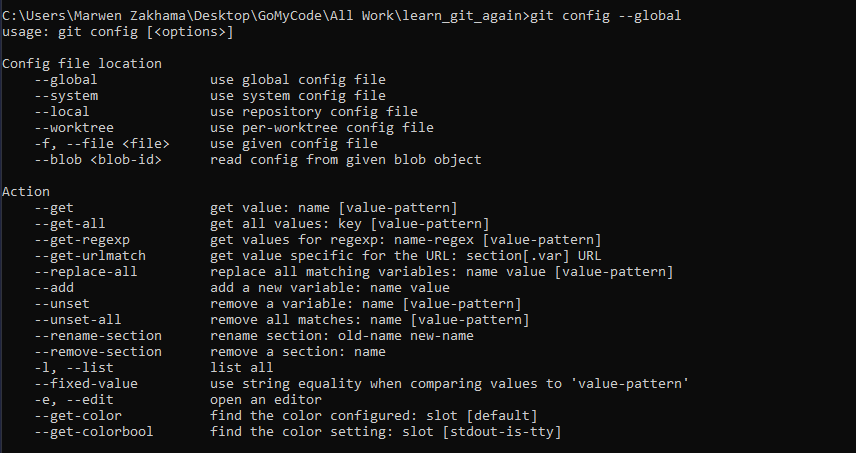 C:\Users\Marwen Zakhama\Desktop\GoMyCode\All Work\learn_git_again>git config --global
usage: git config [<options>]

Config file location
    --global              use global config file
    --system              use system config file
    --local               use repository config file
    --worktree            use per-worktree config file
    -f, --file <file>     use given config file
    --blob <blob-id>      read config from given blob object

Action
    --get                 get value: name [value-pattern]
    --get-all             get all values: key [value-pattern]
    --get-regexp          get values for regexp: name-regex [value-pattern]
    --get-urlmatch        get value specific for the URL: section[.var] URL
    --replace-all         replace all matching variables: name value [value-pattern]
    --add                 add a new variable: name value
    --unset               remove a variable: name [value-pattern]
    --unset-all           remove all matches: name [value-pattern]
    --rename-section      rename section: old-name new-name
    --remove-section      remove a section: name
    -l, --list            list all
    --fixed-value         use string equality when comparing values to 'value-pattern'
    -e, --edit            open an editor
    --get-color           find the color configured: slot [default]
    --get-colorbool       find the color setting: slot [stdout-is-tty]